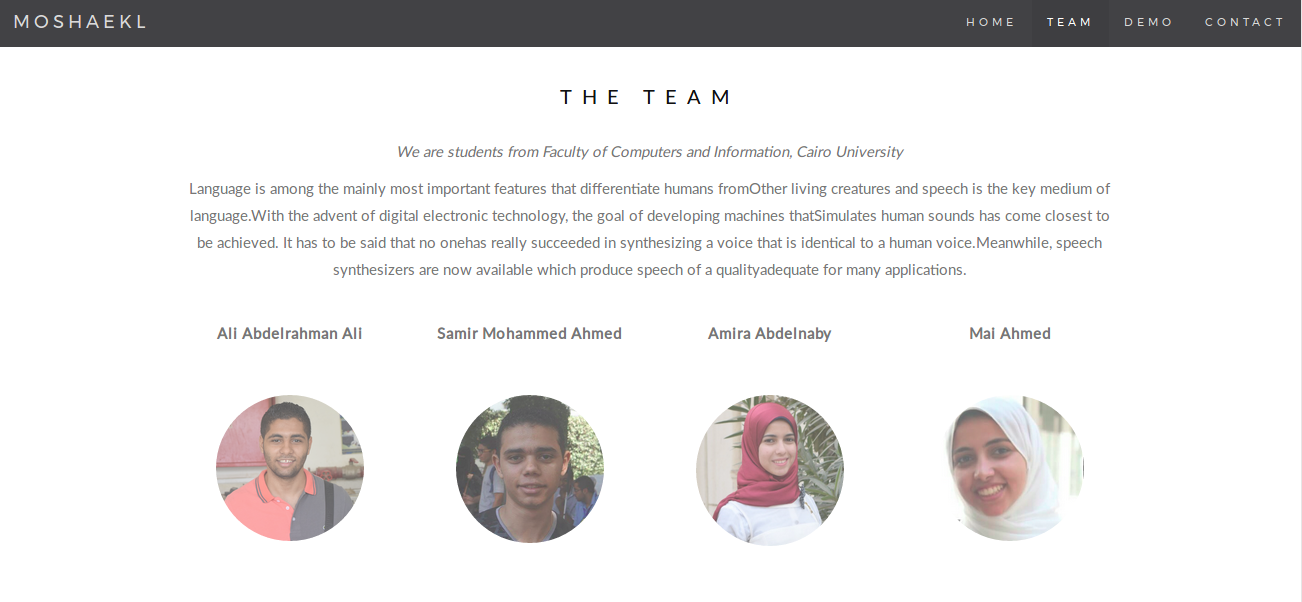 MOSHAEKL
HOME TEAM DEMO CONTACT
THE TEAM
We are students from Faculty of Computers and Information, Cairo University
Language is among the mainly most important features that differentiate humans fromOther living creatures and speech is the key medium of
language.With the advent of digital electronic technology, the goal of developing machines thatSimulates human sounds has come closest to
be achieved. It has to be said that no onehas really succeeded in synthesizing a voice that is identical to a human voice.Meanwhile, speech
synthesizers are now available which produce speech of a qualityadequate for many applications.
Ali Abdelrahman Ali
Samir Mohammed Ahmed
Amira Abdelnaby
Mai Ahmed